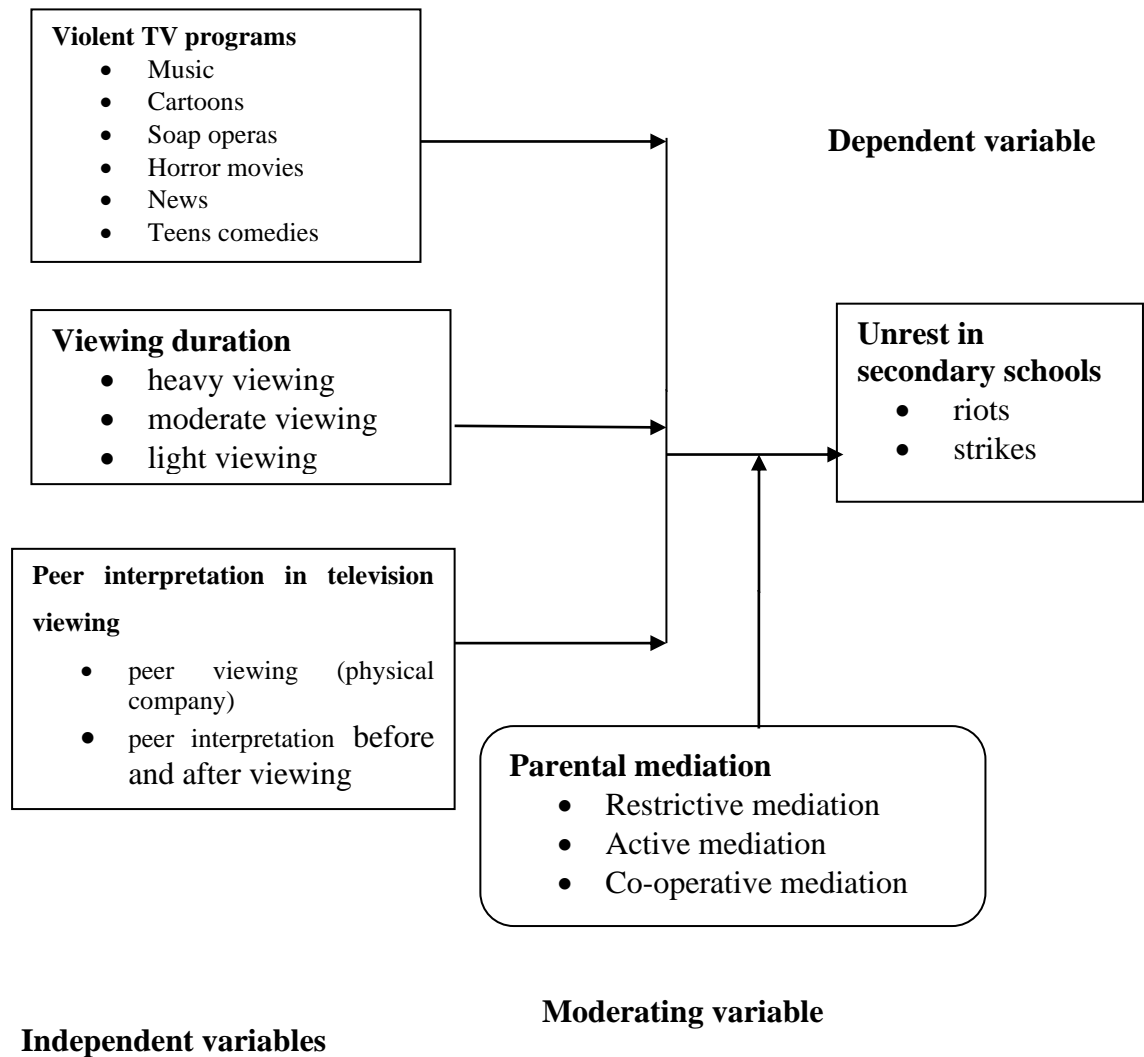 Violent TV programs
• Music
• Cartoons
• Soap operas
• Horror movies
• News
• Teens comedies
Dependent variable
Viewing duration
• heavy viewing
• moderate viewing
• light viewing
Unrest in
secondary schools
• riots
• strikes
Peer interpretation in television
viewing
• peer viewing (physical
company)
• peer interpretation before
and after viewing
Parental mediation
• Restrictive mediation
• Active mediation
• Co-operative mediation
Moderating variable
Independent variables